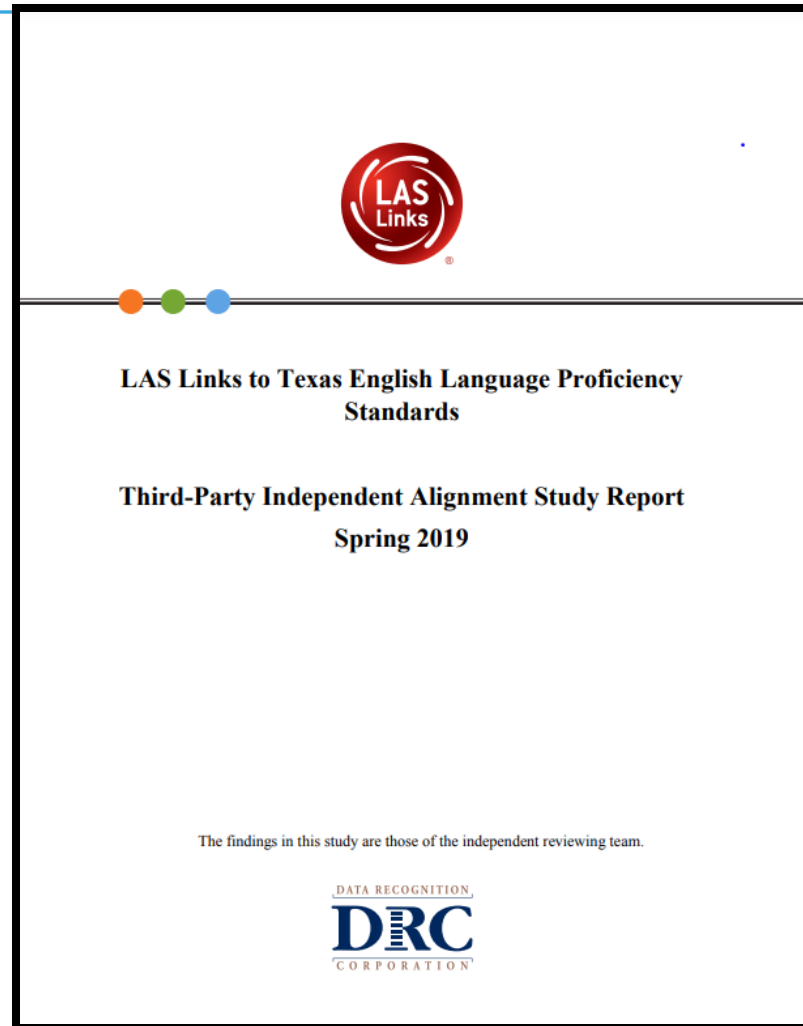 LAS
Links
®
LAS Links to Texas English Language Proficiency
Standards
Third-Party Independent Alignment Study Report
Spring 2019
The findings in this study are those of the independent reviewing team.
DATA RECOGNITION
DRC
CORPORATION